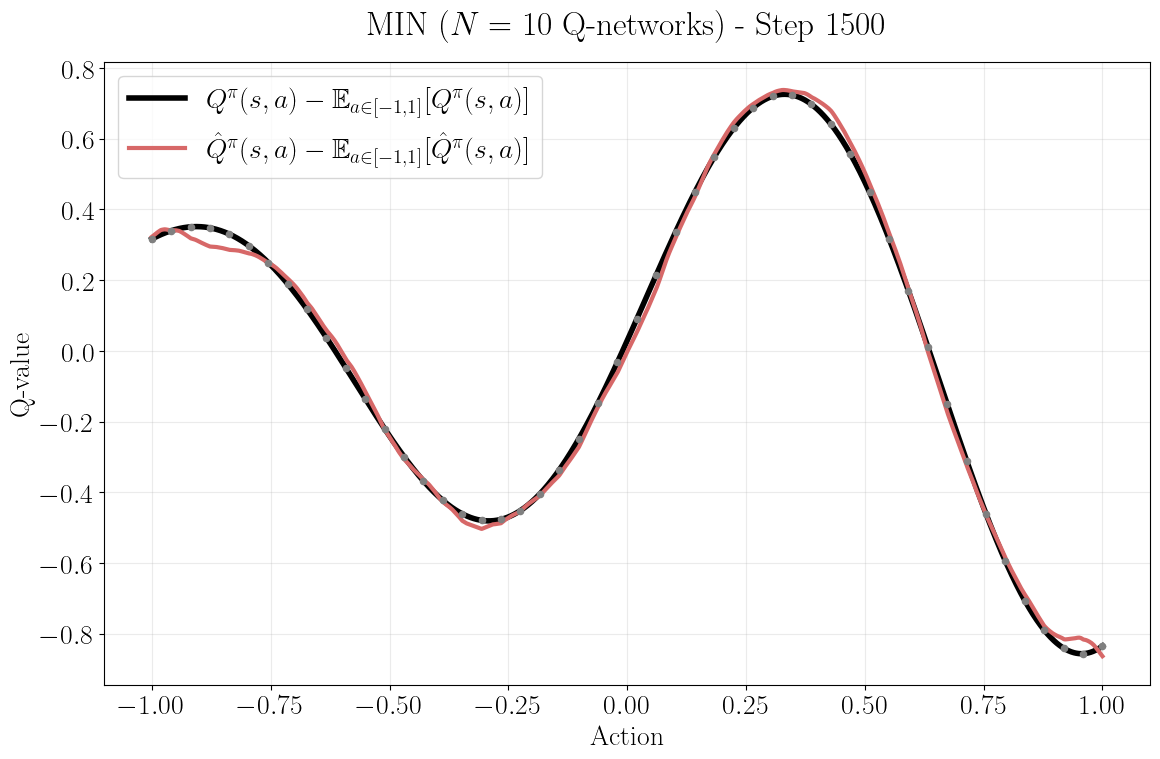 MIN (N = 10 Q-networks) - Step 1500
Q^π(s, a) − 𝔼_{a∈[−1,1]}[Q^π(s, a)]
Q̂^π(s, a) − 𝔼_{a∈[−1,1]}[Q̂^π(s, a)]
Q-value
0.8
0.6
0.4
0.2
0.0
−0.2
−0.4
−0.6
−0.8
−1.00 −0.75 −0.50 −0.25 0.00 0.25 0.50 0.75 1.00
Action